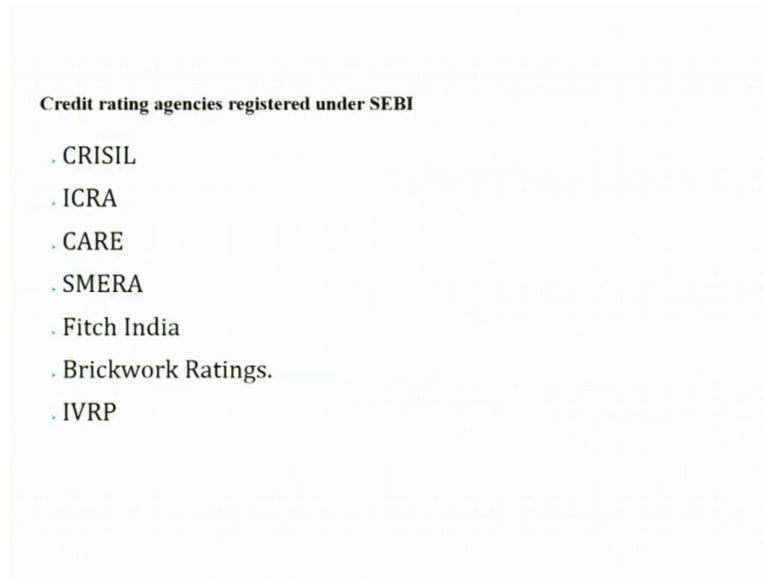 Credit rating agencies registered under SEBI
CRISIL
ICRA
CARE
SMERA
Fitch India
Brickwork Ratings.
IVRP